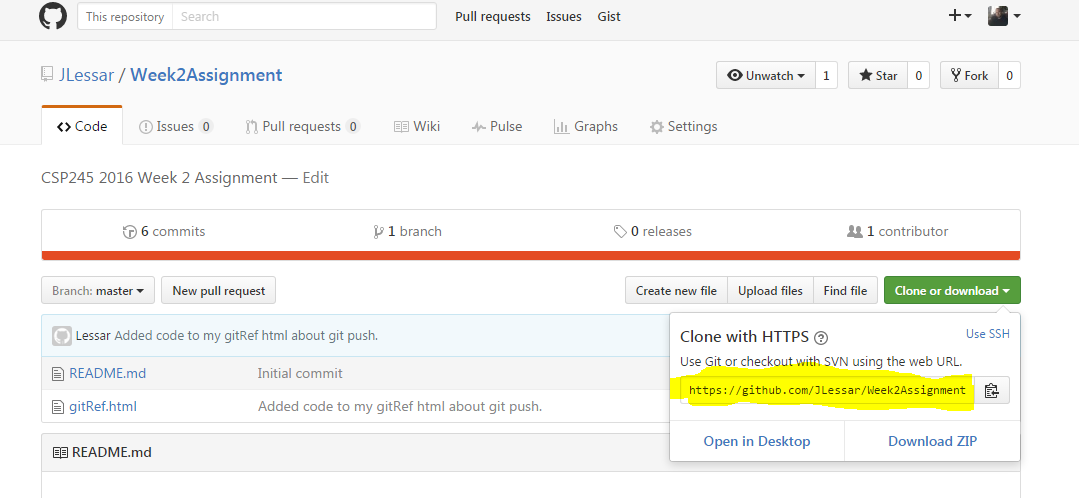 This repository Search Pull requests Issues Gist
JLessar / Week2Assignment Unwatch 1 Star 0 Fork 0
Code Issues 0 Pull requests 0 Wiki Pulse Graphs Settings
CSP245 2016 Week 2 Assignment — Edit
6 commits 1 branch 0 releases 1 contributor
Branch: master New pull request Create new file Upload files Find file Clone or download
Lessar Added code to my gitRef html about git push.
README.md Initial commit
gitRef.html Added code to my gitRef html about git push.
README.md
Clone with HTTPS Use SSH
Use Git or checkout with SVN using the web URL.
https://github.com/JLessar/Week2Assignment
Open in Desktop Download ZIP